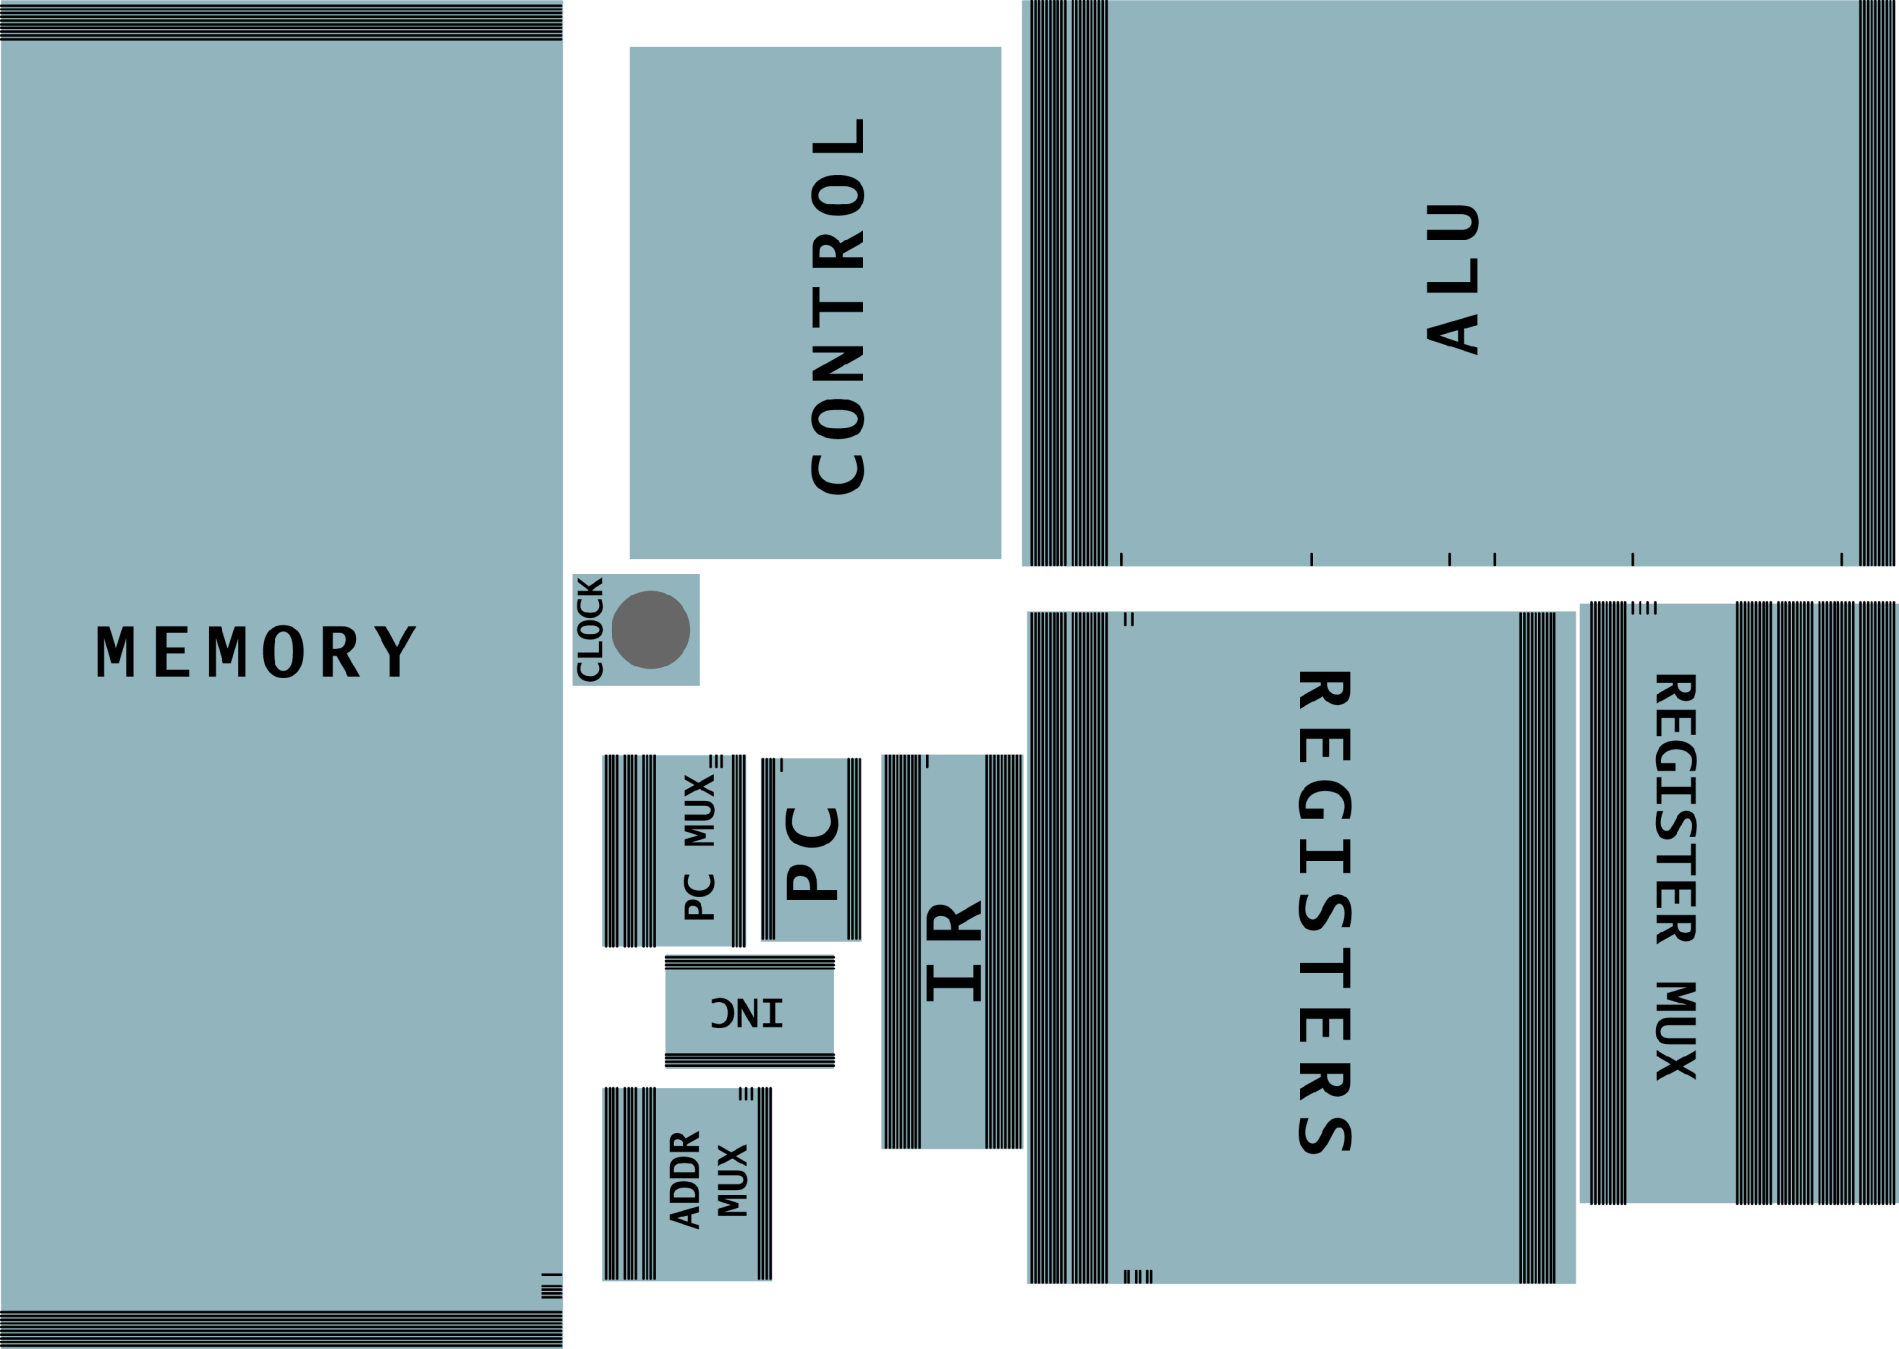 MEMORY
CONTROL
ALU
CLOCK
PC MUX
PC
IR
INC
ADDR
MUX
REGISTERS
REGISTER MUX